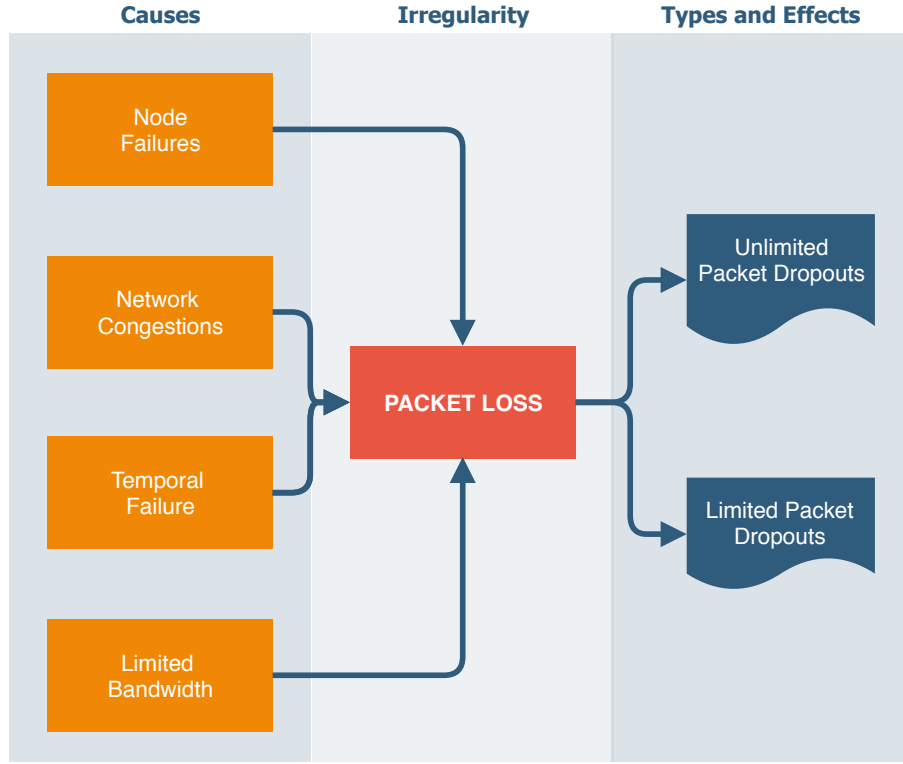 Causes
Irregularity
Types and Effects
Node
Failures
Network
Congestions
Temporal
Failure
Limited
Bandwidth
PACKET LOSS
Unlimited
Packet Dropouts
Limited Packet
Dropouts